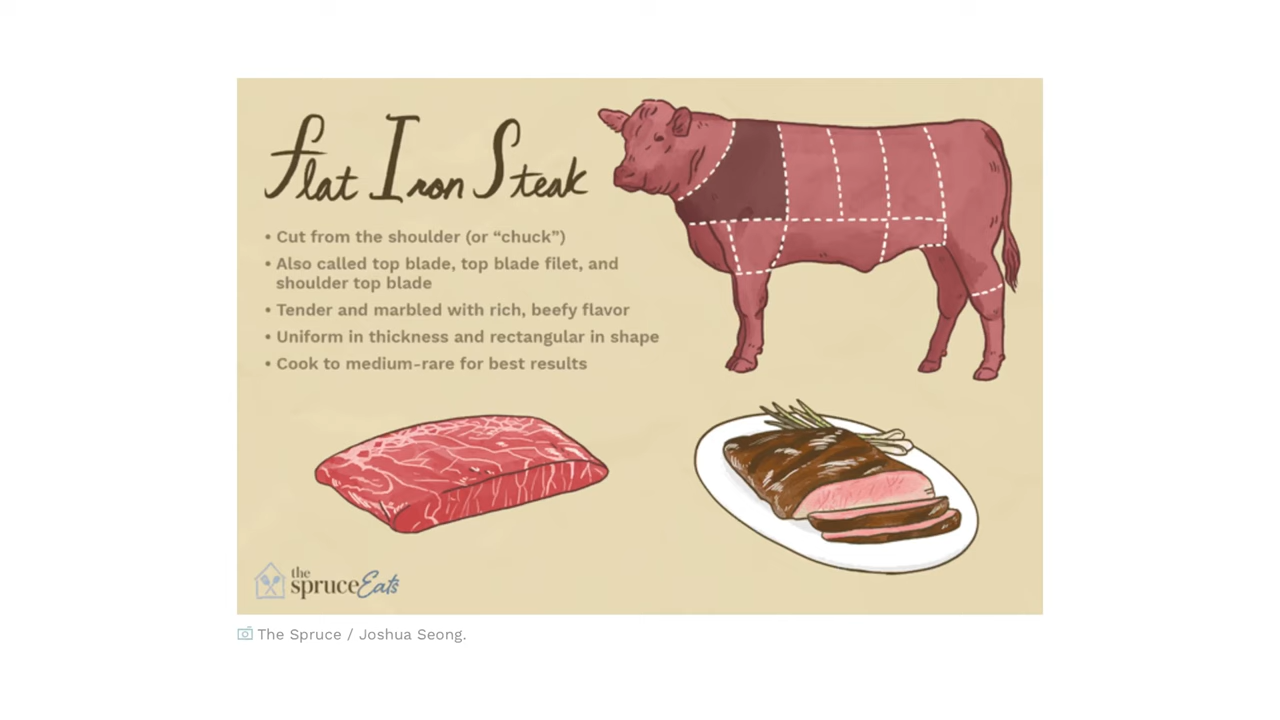 Flat Iron Steak
• Cut from the shoulder (or “chuck”)
• Also called top blade, top blade filet, and
shoulder top blade
• Tender and marbled with rich, beefy flavor
• Uniform in thickness and rectangular in shape
• Cook to medium-rare for best results
the
spruceEats
The Spruce / Joshua Seong.